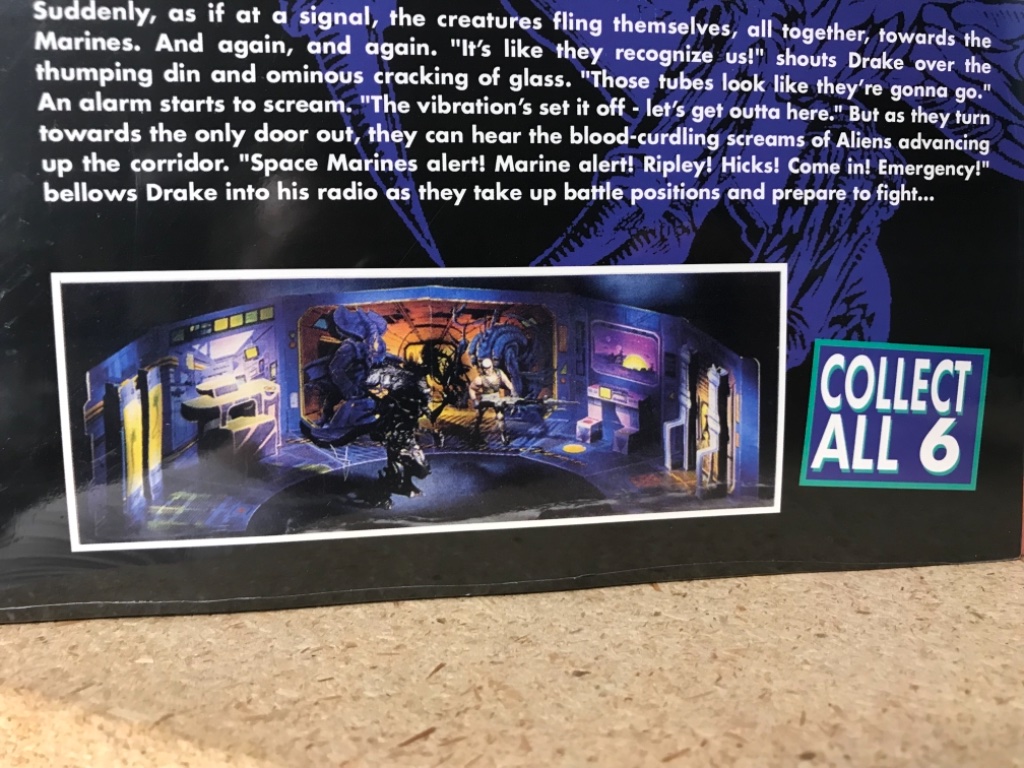 Suddenly, as if at a signal, the creatures fling themselves, all together, towards the
Marines. And again, and again. "It's like they recognize us!" shouts Drake over the
thumping din and ominous cracking of glass. "Those tubes look like they're gonna go."
An alarm starts to scream. "The vibration's set it off - let's get outta here." But as they turn
towards the only door out, they can hear the blood-curdling screams of Aliens advancing
up the corridor. "Space Marines alert! Marine alert! Ripley! Hicks! Come in! Emergency!"
bellows Drake into his radio as they take up battle positions and prepare to fight...
COLLECT
ALL 6